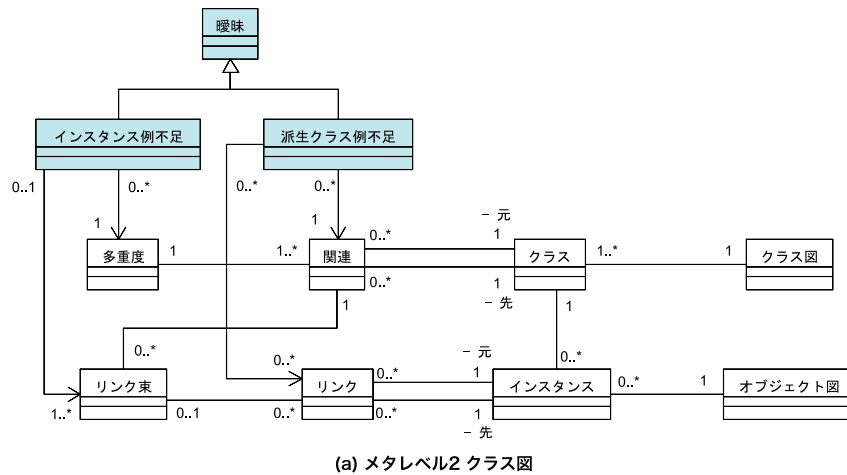 曖昧
インスタンス例不足
派生クラス例不足
0..1
0..*
0..*
0..*
1
1
多重度
1
1..*
関連
0..*
1
- 元
クラス
1..*
1
クラス図
0..*
1
- 先
1
1
0..*
0..*
0..*
リンク束
1..*
0..1
0..*
リンク
0..*
1
- 元
0..*
1
- 先
インスタンス
0..*
1
オブジェクト図
(a) メタレベル2 クラス図